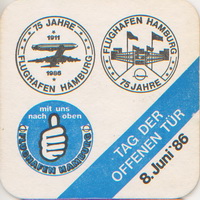 75 JAHRE
1911
1986
FLUGHAFEN HAMBURG
FLUGHAFEN HAMBURG
75 JAHRE
mit uns
nach oben
FLUGHAFEN HAMBURG
TAG DER
OFFENEN TÜR
8. Juni '86